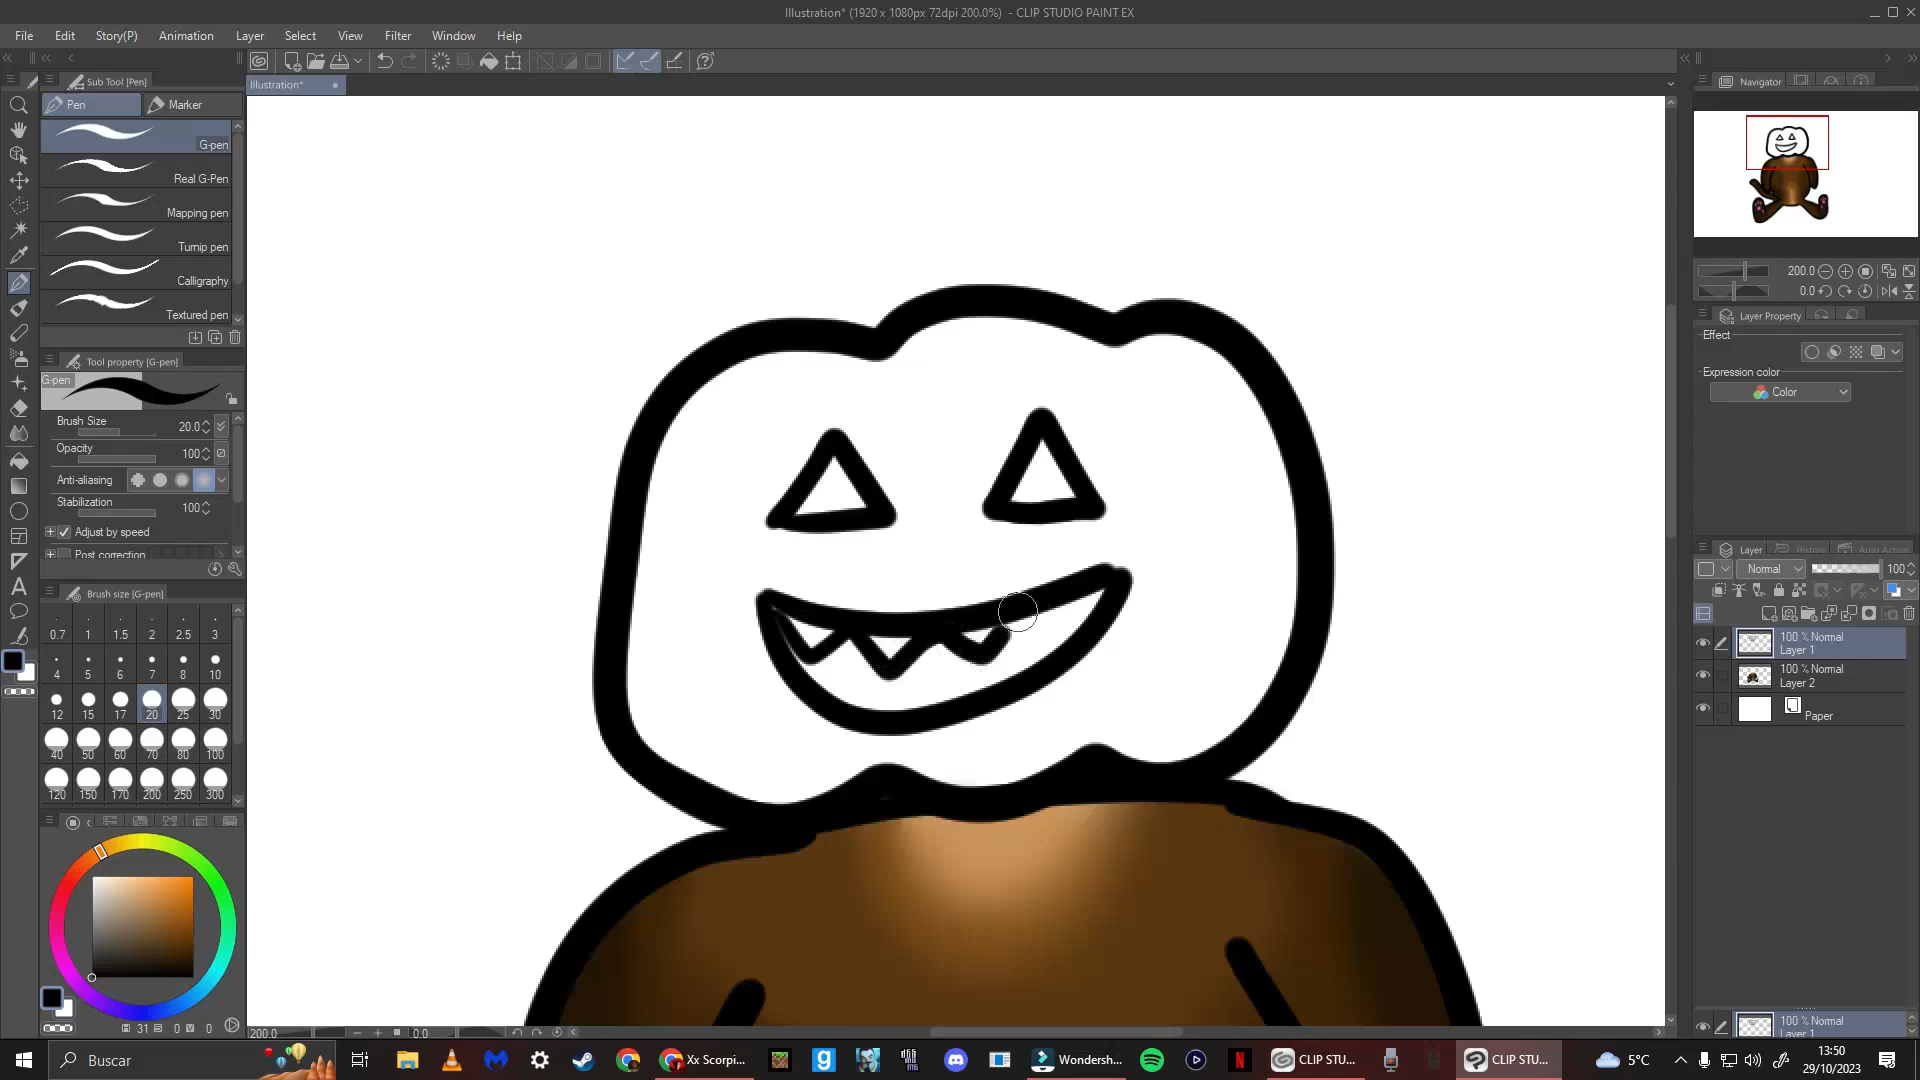 Illustration* (1920 x 1080px 72dpi 200.0%) - CLIP STUDIO PAINT EX
File Edit Story(P) Animation Layer Select View Filter Window Help
Sub Tool [Pen]
Illustration*
Navigator
Pen Marker
G-pen
Real G-Pen
Mapping pen
Turnip pen
Calligraphy
Textured pen
Tool property [G-pen]
G-pen
Brush Size 20.0
Opacity 100
Anti-aliasing
Stabilization 100
Adjust by speed
Post correction
Brush size [G-pen]
0.7 1 1.5 2 2.5 3
4 5 6 7 8 10
12 15 17 20 25 30
40 50 60 70 80 100
120 150 170 200 250 300
31 0 0
200.0 0.0
200.0
0.0
Layer Property
Effect
Expression color
Color
Layer History Auto Action
Normal 100
100 % Normal
Layer 1
100 % Normal
Layer 2
Paper
100 % Normal
Layer 1
Buscar
Xx Scorpi...
Wondersh...
CLIP STU...
CLIP STU...
5°C
13:50
29/10/2023